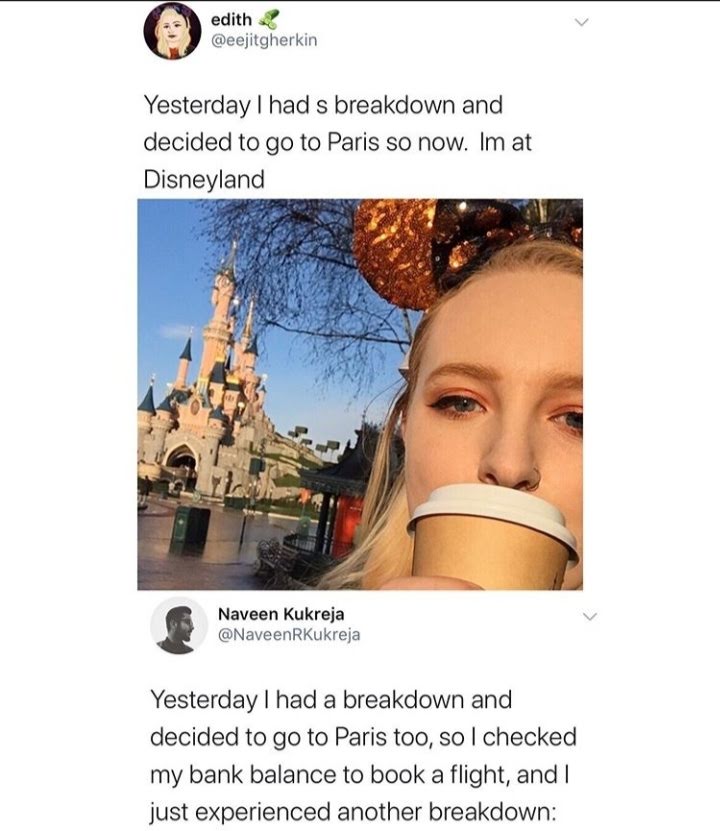 edith
@eejitgherkin
Yesterday I had s breakdown and
decided to go to Paris so now. Im at
Disneyland
Naveen Kukreja
@NaveenRKukreja
Yesterday I had a breakdown and
decided to go to Paris too, so I checked
my bank balance to book a flight, and I
just experienced another breakdown: